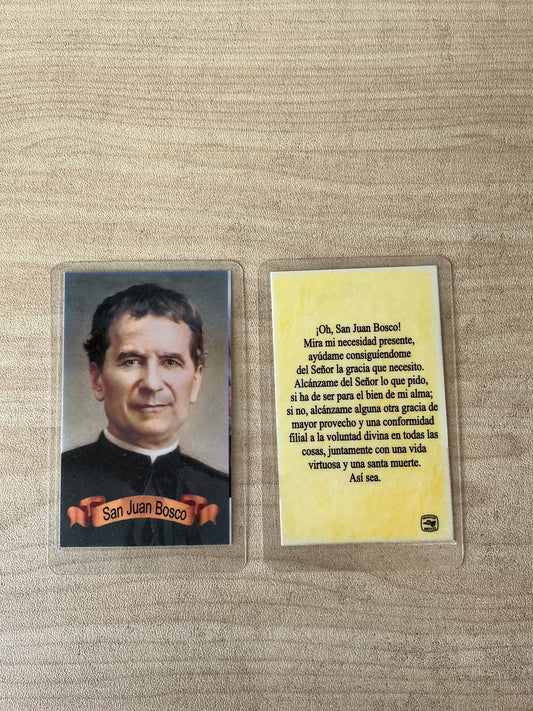 San Juan Bosco
¡Oh, San Juan Bosco!
Mira mi necesidad presente,
ayúdame consiguíendome
del Señor la gracia que necesito.
Alcánzame del Señor lo que pido,
si ha de ser para el bien de mi alma;
si no, alcánzame alguna otra gracia de
mayor provecho y una conformidad
filial a la voluntad divina en todas las
cosas, juntamente con una vida
virtuosa y una santa muerte.
Así sea.